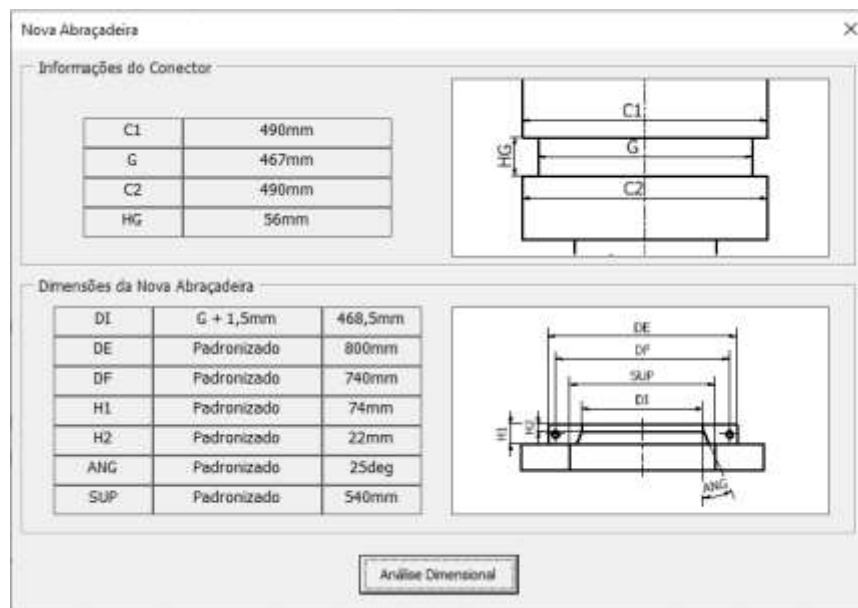 Nova Abraçadeira
Informações do Conector
C1 490mm
G 467mm
C2 490mm
HG 56mm
C1
G
HG
C2
Dimensões da Nova Abraçadeira
DI G + 1,5mm 468,5mm
DE Padronizado 800mm
DF Padronizado 740mm
H1 Padronizado 74mm
H2 Padronizado 22mm
ANG Padronizado 25deg
SUP Padronizado 540mm
DE
DF
SUP
DI
H1
H2
ANG
Análise Dimensional